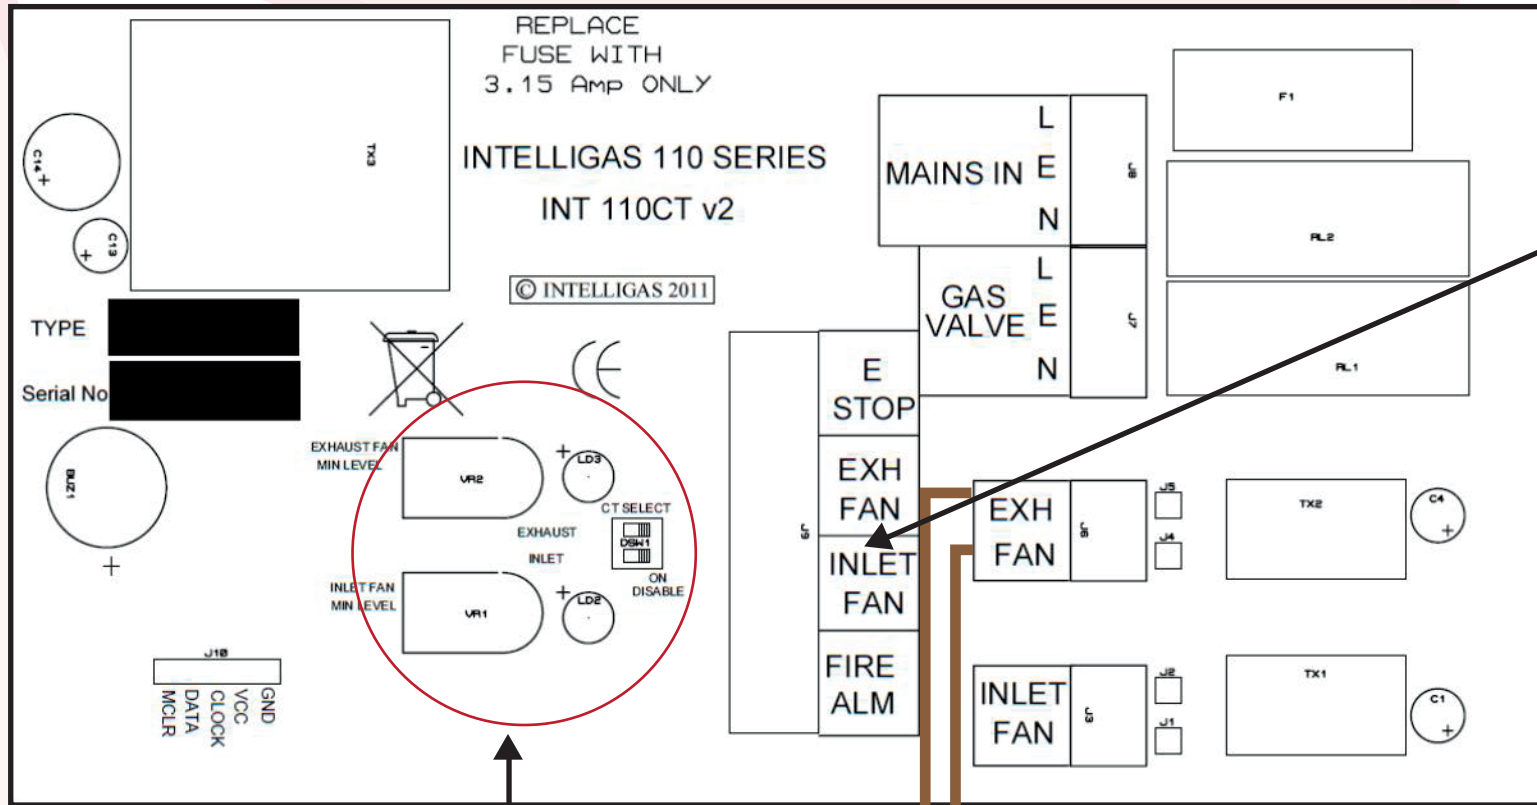 REPLACE
FUSE WITH
3.15 Amp ONLY
INTELLIGAS 110 SERIES
INT 110CT v2
© INTELLIGAS 2011
C14
+
C13
+
TX3
TYPE
Serial No
CE
BUZ1
+
EXHAUST FAN
MIN LEVEL
VR2
+
LD3
CT SELECT
EXHAUST
DSW1
INLET
ON
DISABLE
INLET FAN
MIN LEVEL
VR1
+
LD2
J10
MCLR
DATA
CLOCK
VCC
GND
MAINS IN
L
E
N
J8
GAS
VALVE
L
E
N
J7
F1
RL2
RL1
J9
E
STOP
EXH
FAN
INLET
FAN
FIRE
ALM
EXH
FAN
J6
J5
J4
TX2
C4
+
INLET
FAN
J3
J2
J1
TX1
C1
+